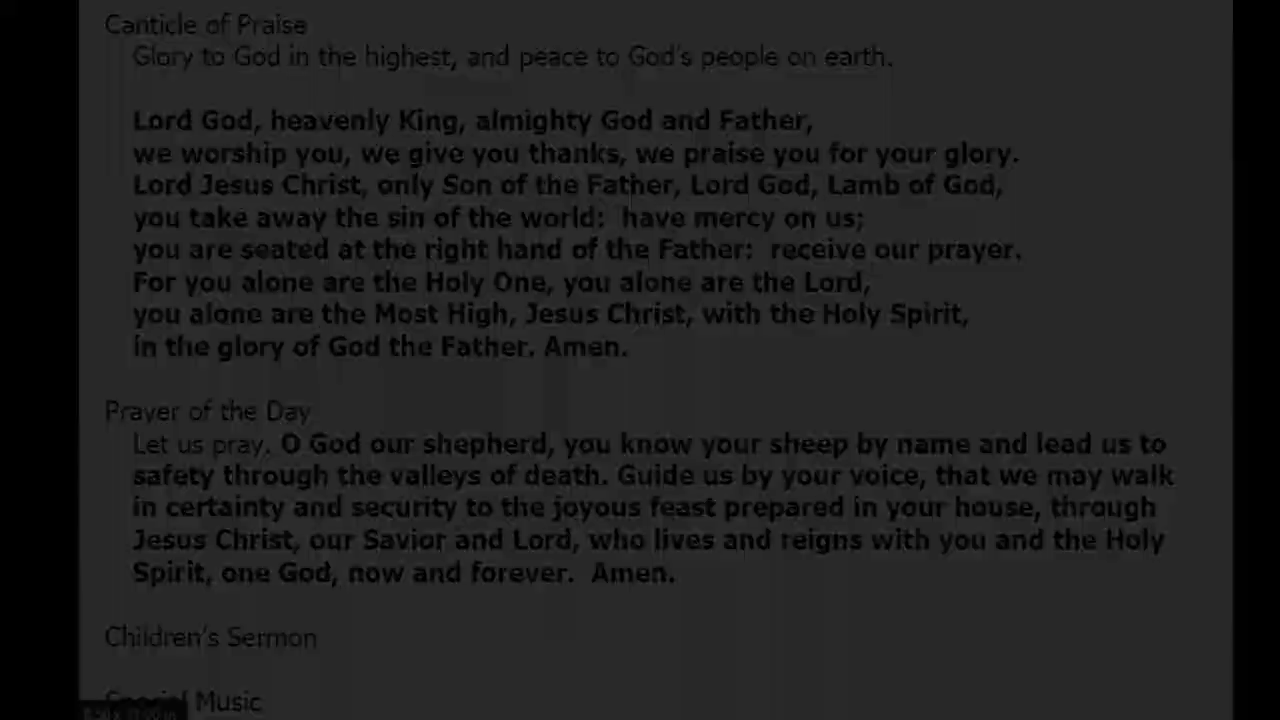 Canticle of Praise
Glory to God in the highest, and peace to God's people on earth.
Lord God, heavenly King, almighty God and Father,
we worship you, we give you thanks, we praise you for your glory.
Lord Jesus Christ, only Son of the Father, Lord God, Lamb of God,
you take away the sin of the world:  have mercy on us;
you are seated at the right hand of the Father:  receive our prayer.
For you alone are the Holy One, you alone are the Lord,
you alone are the Most High, Jesus Christ, with the Holy Spirit,
in the glory of God the Father. Amen.
Prayer of the Day
Let us pray. O God our shepherd, you know your sheep by name and lead us to
safety through the valleys of death. Guide us by your voice, that we may walk
in certainty and security to the joyous feast prepared in your house, through
Jesus Christ, our Savior and Lord, who lives and reigns with you and the Holy
Spirit, one God, now and forever.  Amen.
Children's Sermon
Special Music